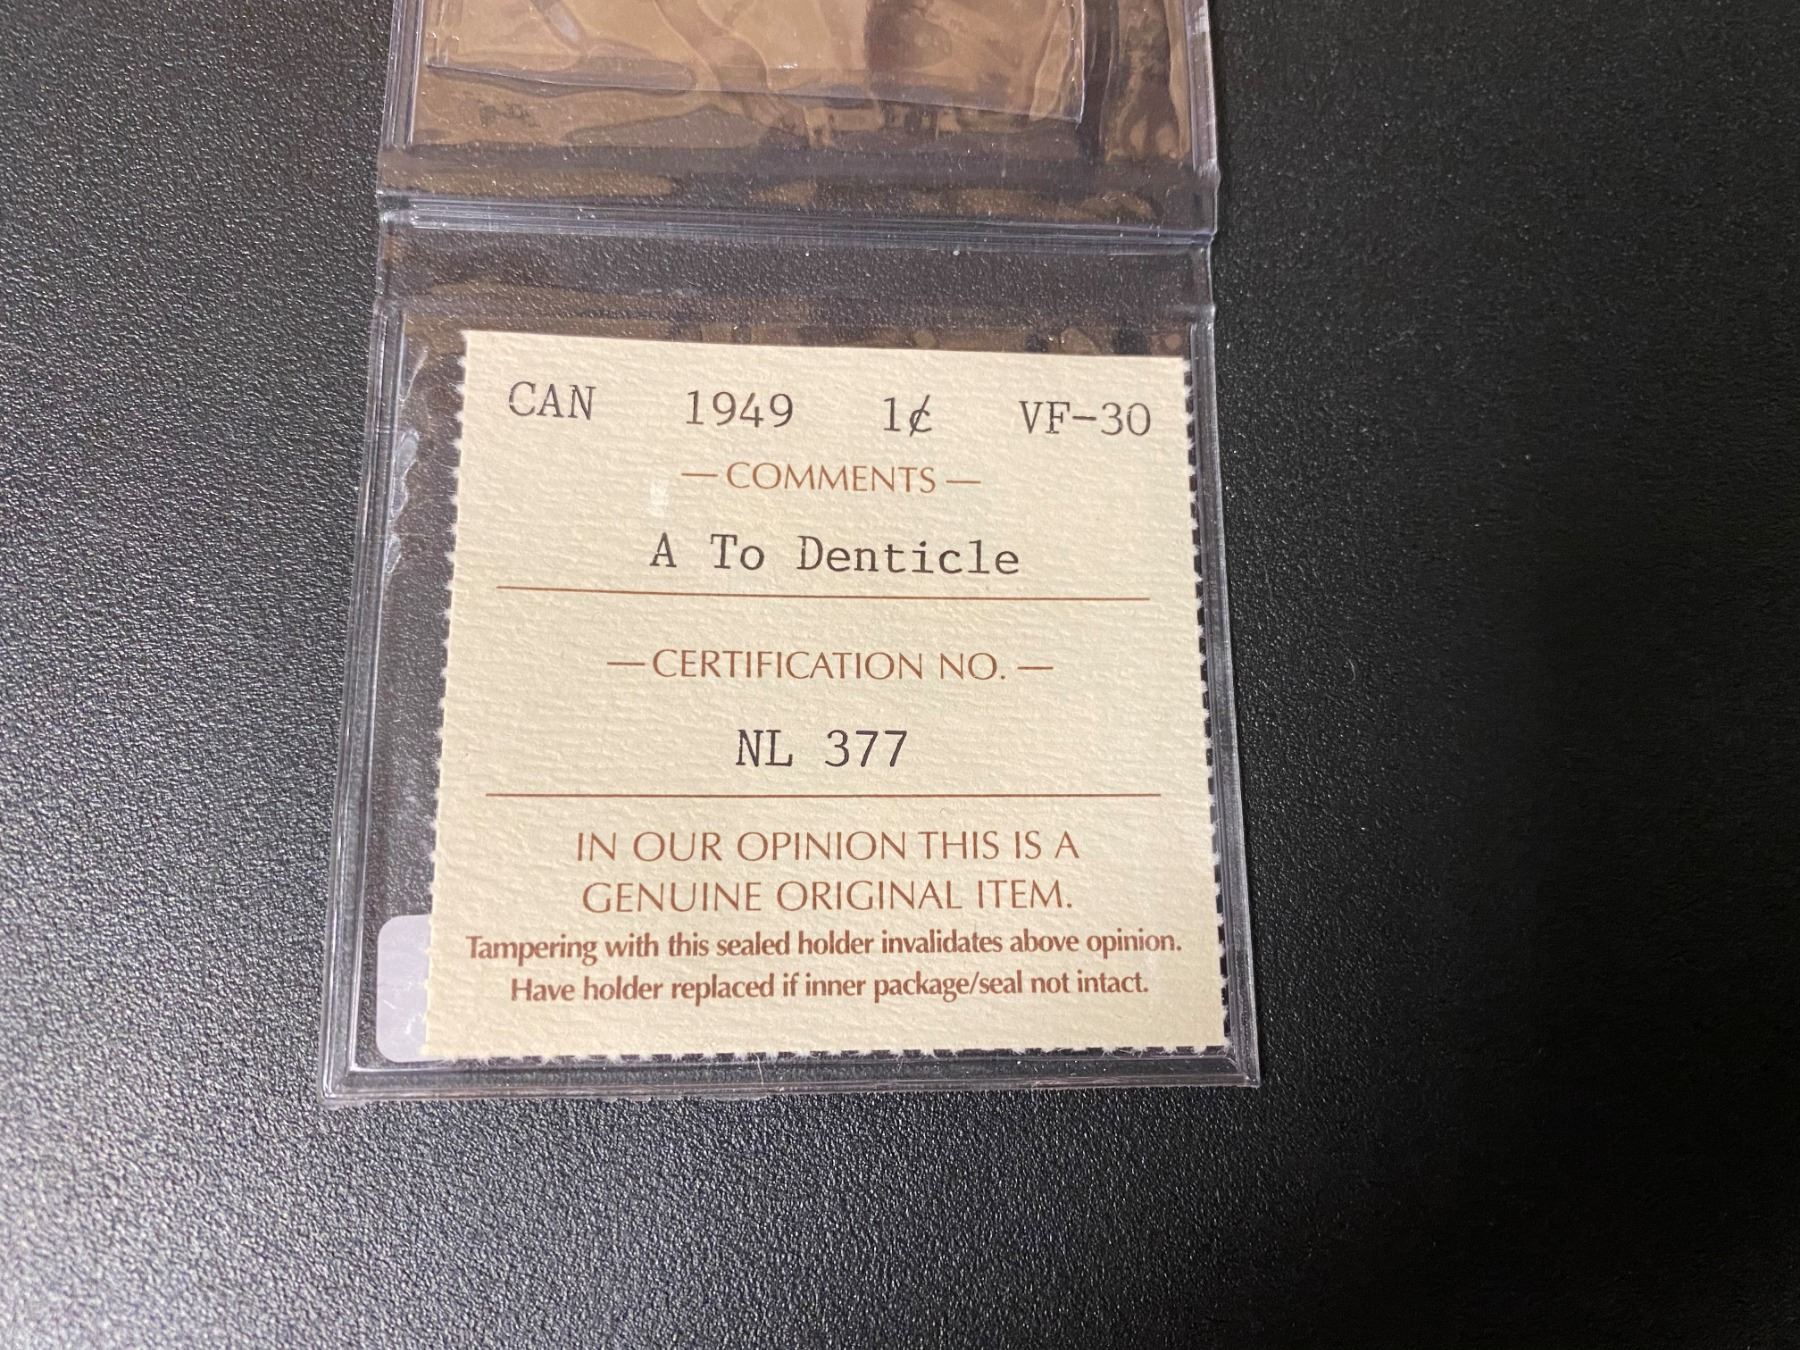 CAN 1949 1¢ VF-30
— COMMENTS —
A To Denticle
— CERTIFICATION NO. —
NL 377
IN OUR OPINION THIS IS A
GENUINE ORIGINAL ITEM.
Tampering with this sealed holder invalidates above opinion.
Have holder replaced if inner package/seal not intact.